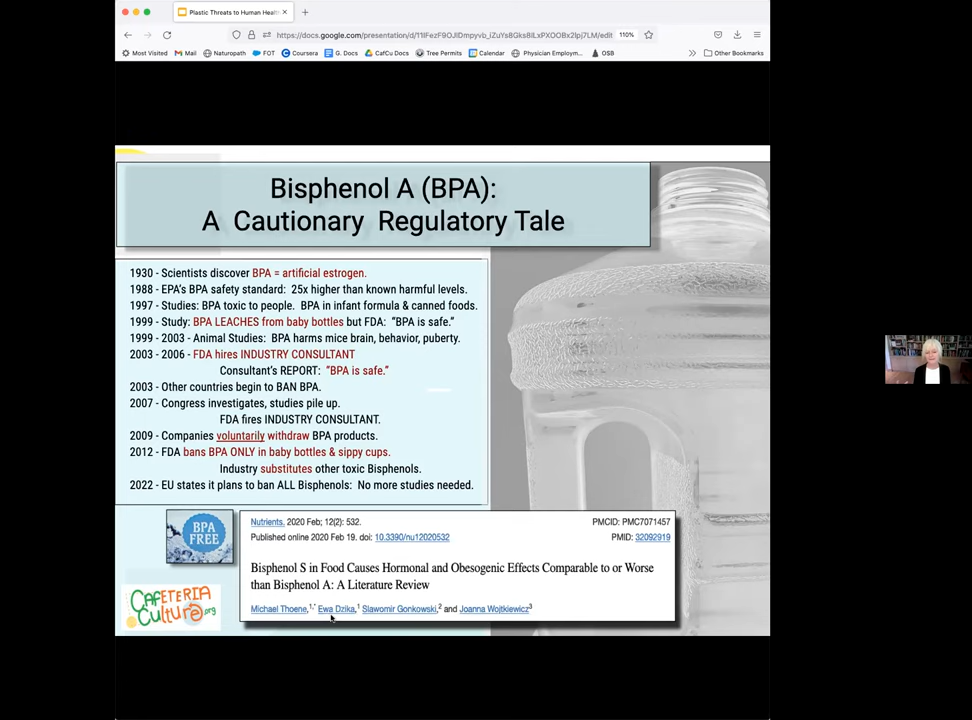 Plastic Threats to Human Healt
https://docs.google.com/presentation/d/11lFezF9OJlDmpyvb_iZuYs8Gks8lLxPXOOBx2lpj7LM/edit
110%
Most Visited
Mail
Naturopath
FOT
Coursera
G. Docs
CafCu Docs
Tree Permits
Calendar
Physician Employm...
OSB
Other Bookmarks
Bisphenol A (BPA):
A Cautionary Regulatory Tale
1930 - Scientists discover BPA = artificial estrogen.
1988 - EPA's BPA safety standard: 25x higher than known harmful levels.
1997 - Studies: BPA toxic to people. BPA in infant formula & canned foods.
1999 - Study: BPA LEACHES from baby bottles but FDA: "BPA is safe."
1999 - 2003 - Animal Studies: BPA harms mice brain, behavior, puberty.
2003 - 2006 - FDA hires INDUSTRY CONSULTANT
Consultant's REPORT: "BPA is safe."
2003 - Other countries begin to BAN BPA.
2007 - Congress investigates, studies pile up.
FDA fires INDUSTRY CONSULTANT.
2009 - Companies voluntarily withdraw BPA products.
2012 - FDA bans BPA ONLY in baby bottles & sippy cups.
Industry substitutes other toxic Bisphenols.
2022 - EU states it plans to ban ALL Bisphenols: No more studies needed.
BPA
FREE
Nutrients. 2020 Feb; 12(2): 532.
PMCID: PMC7071457
Published online 2020 Feb 19. doi: 10.3390/nu12020532
PMID: 32092919
Bisphenol S in Food Causes Hormonal and Obesogenic Effects Comparable to or Worse
than Bisphenol A: A Literature Review
Michael Thoene,1,* Ewa Dzika,1 Slawomir Gonkowski,2 and Joanna Wojtkiewicz3
CAFETERIA
CULTURE.org